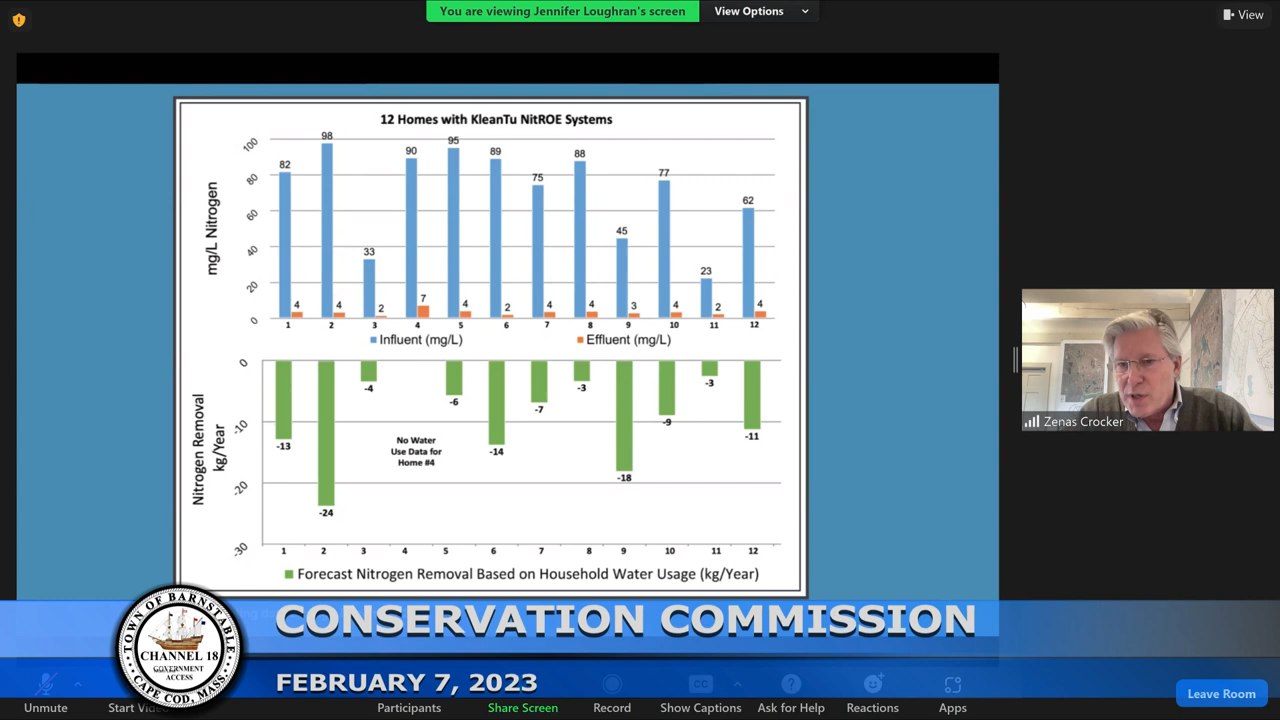 You are viewing Jennifer Loughran's screen
View Options
View
12 Homes with KleanTu NitROE Systems
mg/L Nitrogen
100
80
60
40
20
0
82
98
33
90
95
89
75
88
45
77
23
62
4
4
2
7
4
2
4
4
3
4
2
4
1 2 3 4 5 6 7 8 9 10 11 12
Influent (mg/L) Effluent (mg/L)
Nitrogen Removal
kg/Year
0
-10
-20
-30
-13
-24
-4
No Water
Use Data for
Home #4
-6
-14
-7
-3
-18
-9
-3
-11
1 2 3 4 5 6 7 8 9 10 11 12
Forecast Nitrogen Removal Based on Household Water Usage (kg/Year)
Zenas Crocker
CONSERVATION COMMISSION
FEBRUARY 7, 2023
TOWN OF BARNSTABLE
CHANNEL 18
GOVERNMENT
ACCESS
CAPE COD, MASS.
Unmute
Participants
Share Screen
Record
CC
Show Captions
Ask for Help
Reactions
Apps
Leave Room